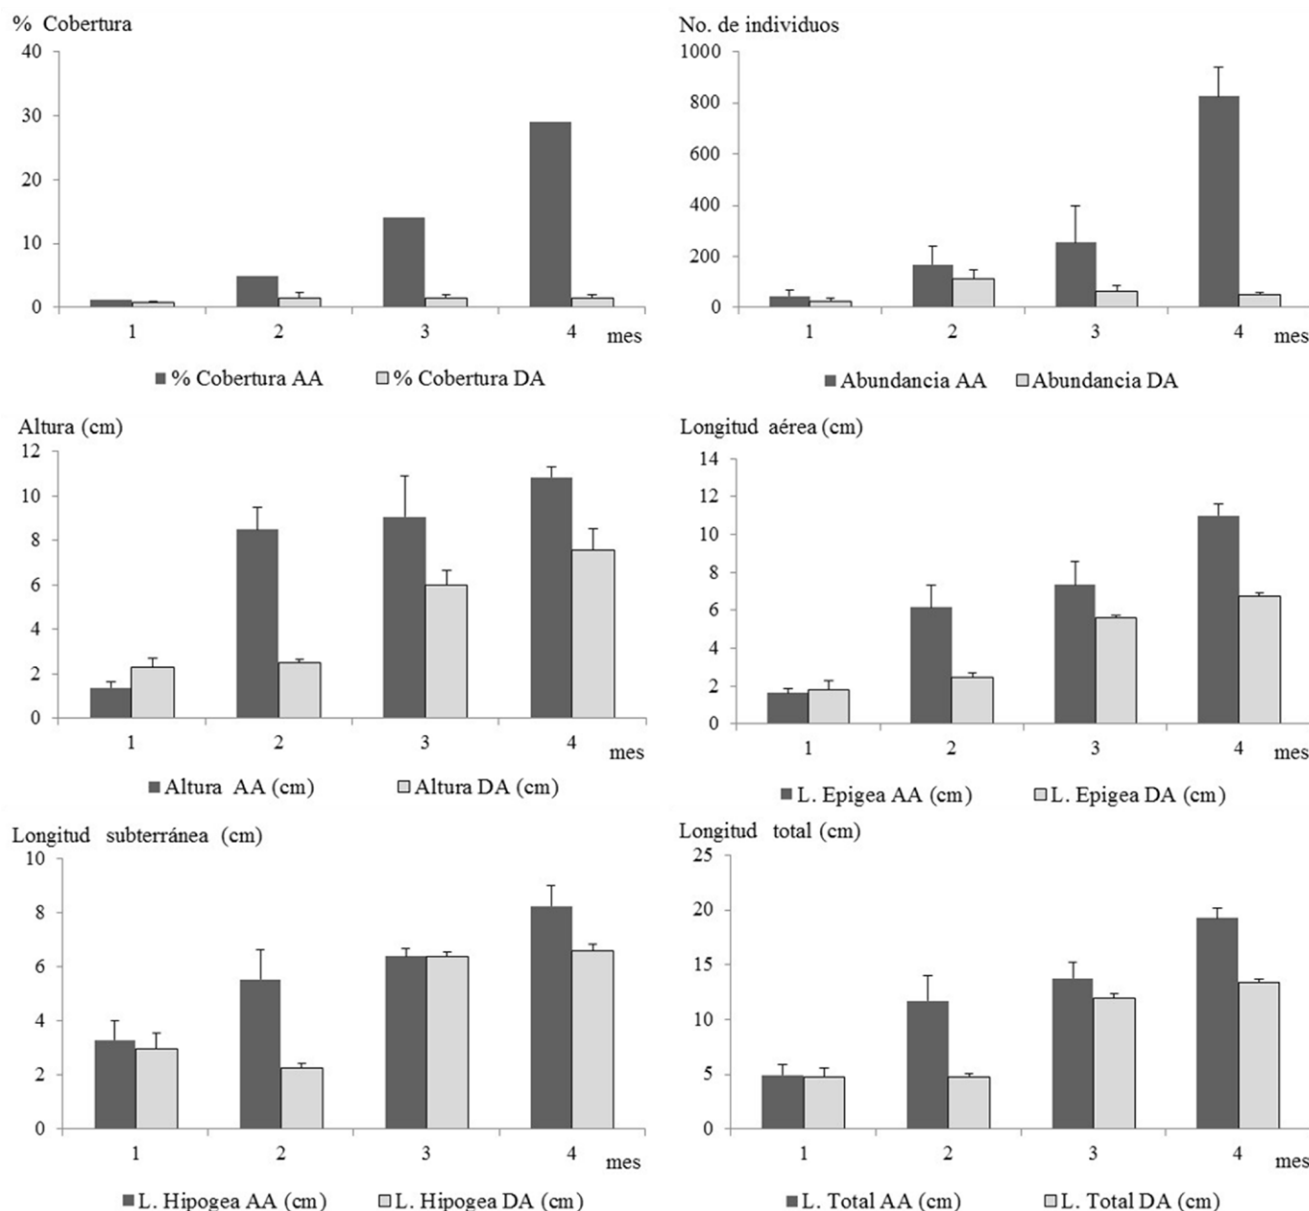 % Cobertura
40
30
20
10
0
1 2 3 4 mes
% Cobertura AA % Cobertura DA
No. de individuos
1000
800
600
400
200
0
1 2 3 4 mes
Abundancia AA Abundancia DA
Altura (cm)
12
10
8
6
4
2
0
1 2 3 4 mes
Altura AA (cm) Altura DA (cm)
Longitud aérea (cm)
14
12
10
8
6
4
2
0
1 2 3 4 mes
L. Epigea AA (cm) L. Epigea DA (cm)
Longitud subterránea (cm)
10
8
6
4
2
0
1 2 3 4 mes
L. Hipogea AA (cm) L. Hipogea DA (cm)
Longitud total (cm)
25
20
15
10
5
0
1 2 3 4 mes
L. Total AA (cm) L. Total DA (cm)